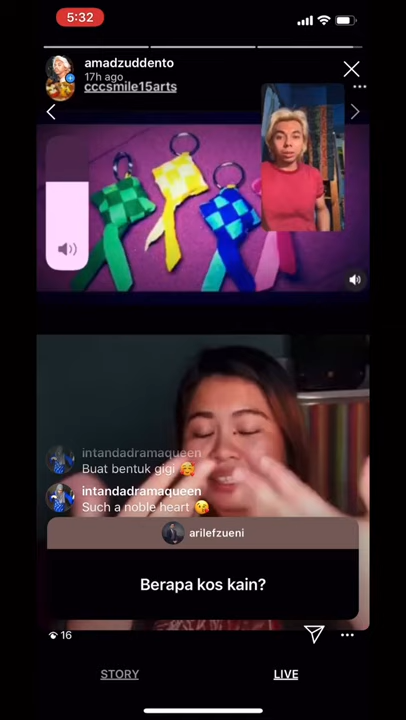 5:32
amadzuddento
17h ago
cccsmile15arts
intandadramaqueen
Buat bentuk gigi 🥰
intandadramaqueen
Such a noble heart 😘
arilefzueni
Berapa kos kain?
16
STORY
LIVE